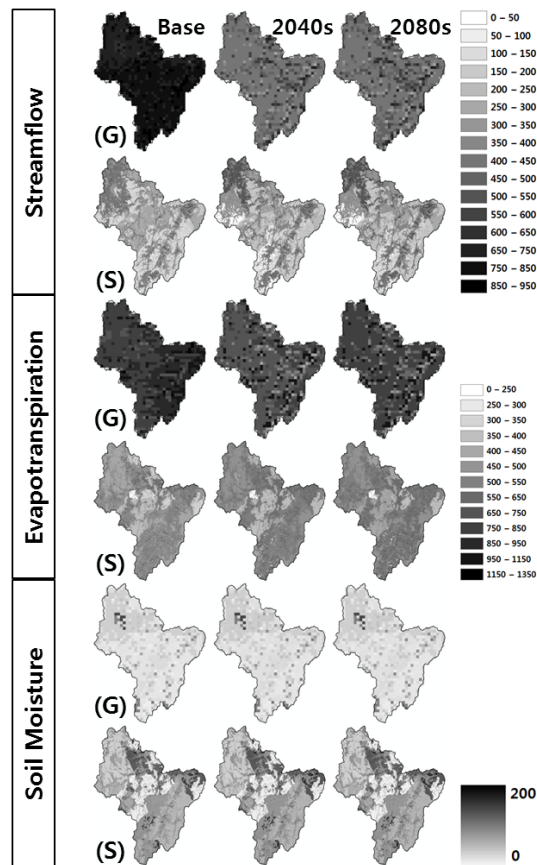 Base 2040s 2080s
Streamflow
(G)
(S)
0 – 50
50 – 100
100 – 150
150 – 200
200 – 250
250 – 300
300 – 350
350 – 400
400 – 450
450 – 500
500 – 550
550 – 600
600 – 650
650 – 750
750 – 850
850 – 950
Evapotranspiration
(G)
(S)
0 – 250
250 – 300
300 – 350
350 – 400
400 – 450
450 – 500
500 – 550
550 – 650
650 – 750
750 – 850
850 – 950
950 – 1150
1150 – 1350
Soil Moisture
(G)
(S)
200
0